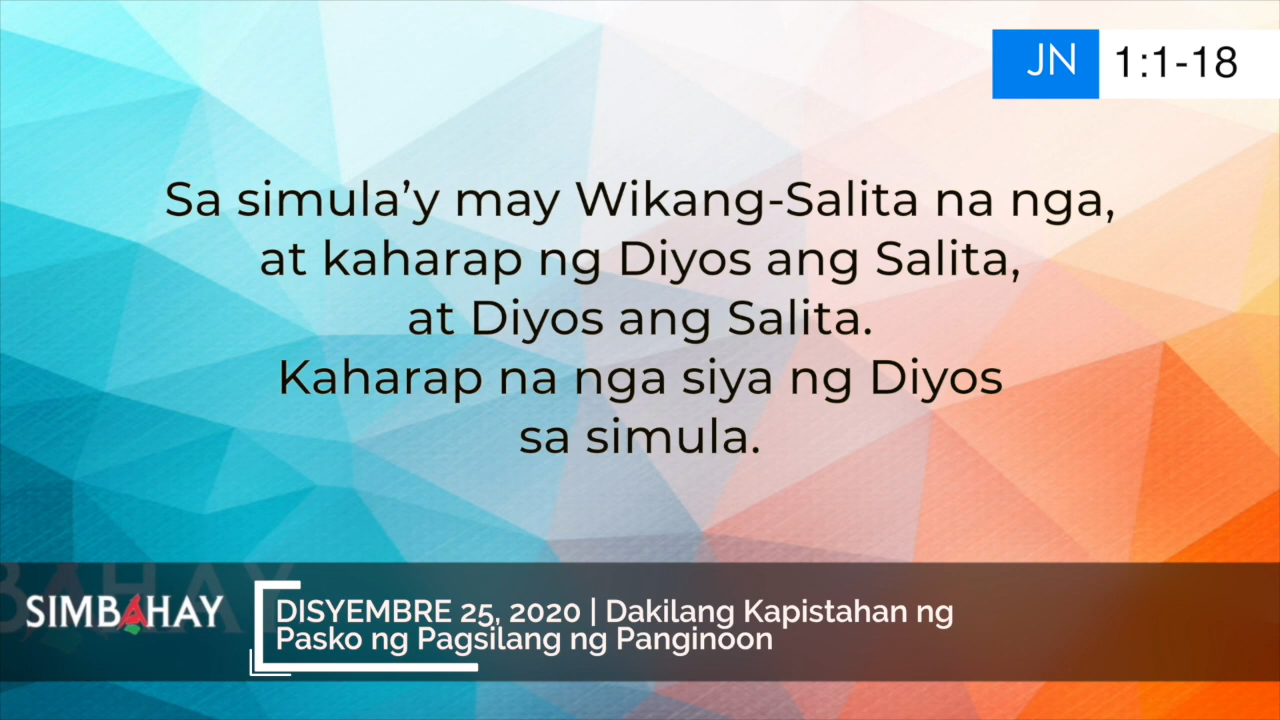 JN 1:1-18
Sa simula’y may Wikang-Salita na nga,
at kaharap ng Diyos ang Salita,
at Diyos ang Salita.
Kaharap na nga siya ng Diyos
sa simula.
SIMBAHAY
DISYEMBRE 25, 2020 | Dakilang Kapistahan ng
Pasko ng Pagsilang ng Panginoon